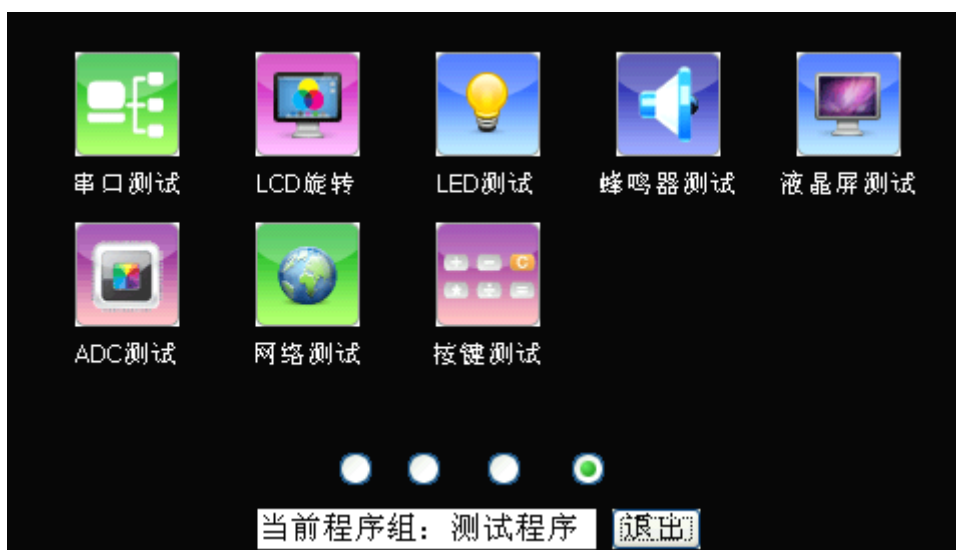 串口测试 LCD旋转 LED测试 蜂鸣器测试 液晶屏测试
C
ADC测试 网络测试 按键测试
当前程序组：测试程序 退出